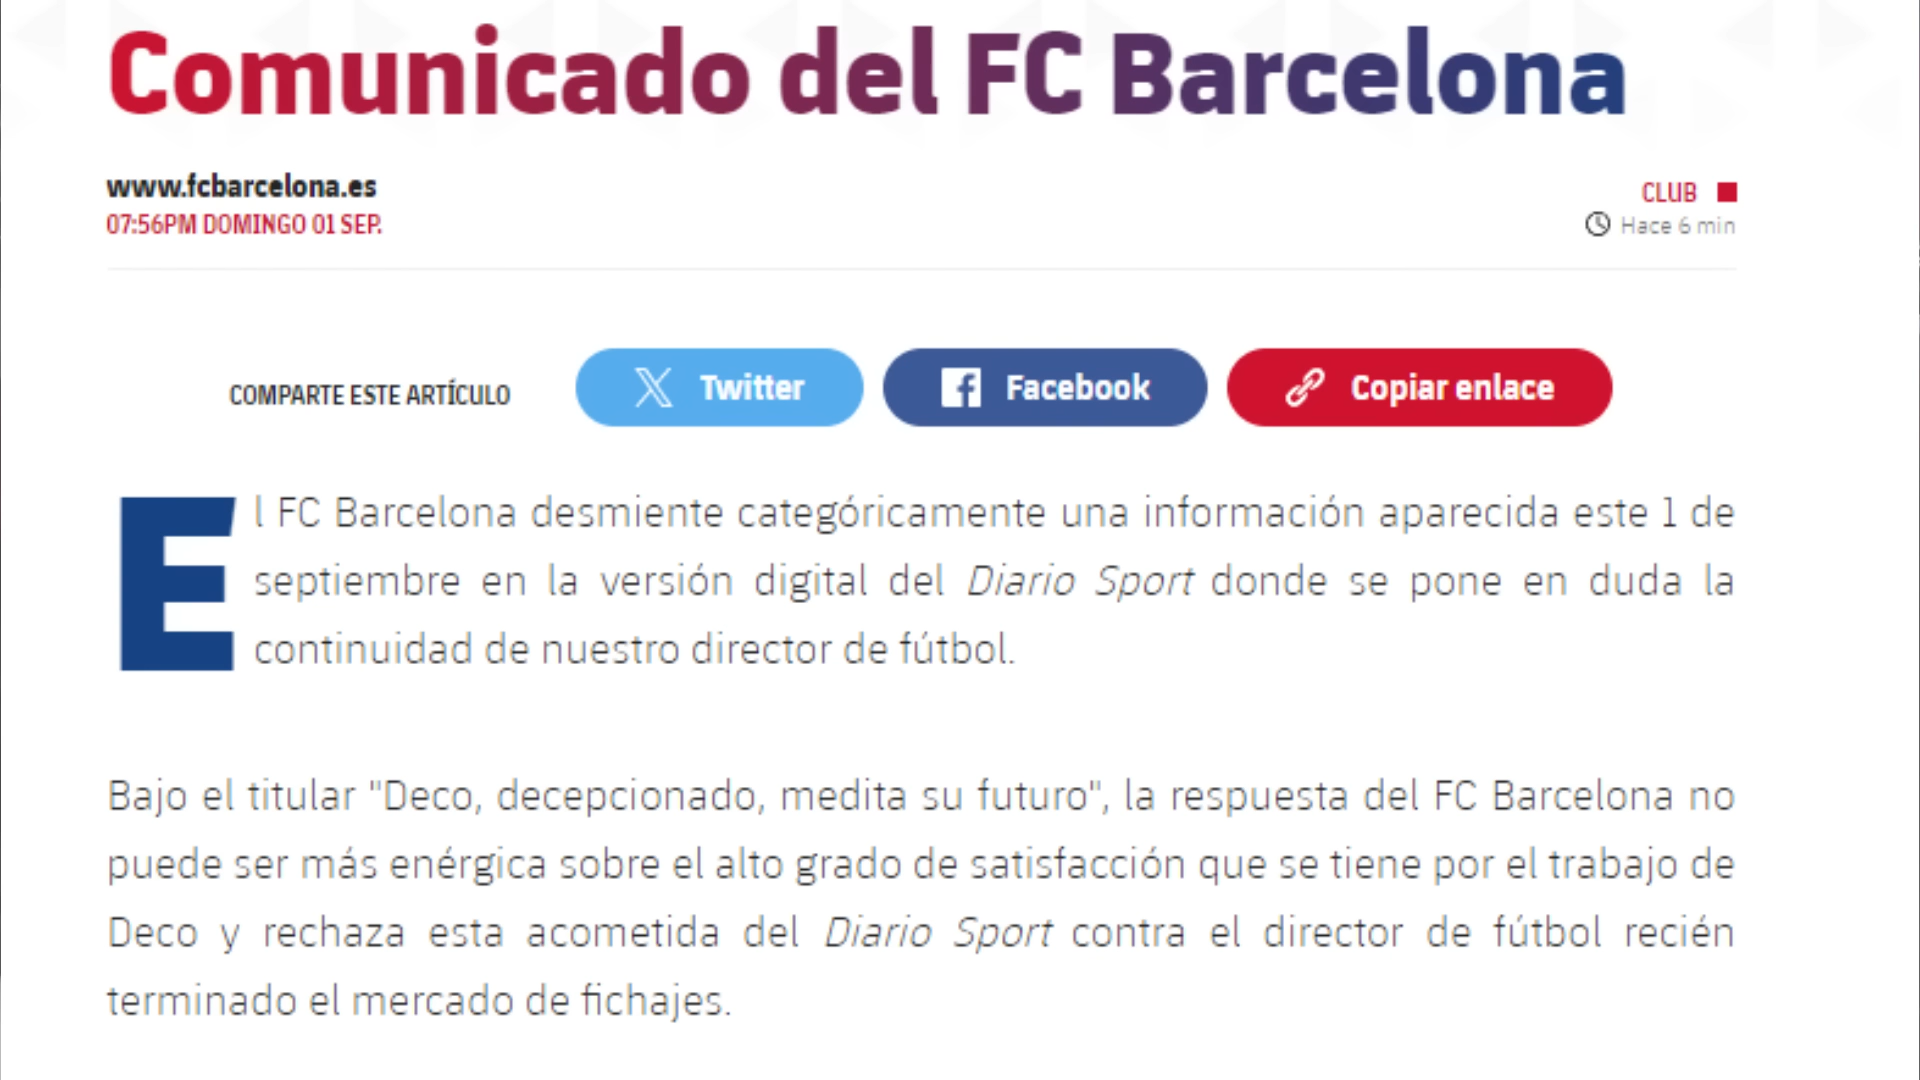 Comunicado del FC Barcelona
www.fcbarcelona.es
07:56PM DOMINGO 01 SEP.
CLUB
Hace 6 min
COMPARTE ESTE ARTÍCULO
Twitter
Facebook
Copiar enlace
El FC Barcelona desmiente categóricamente una información aparecida este 1 de
septiembre en la versión digital del Diario Sport donde se pone en duda la
continuidad de nuestro director de fútbol.
Bajo el titular "Deco, decepcionado, medita su futuro", la respuesta del FC Barcelona no
puede ser más enérgica sobre el alto grado de satisfacción que se tiene por el trabajo de
Deco y rechaza esta acometida del Diario Sport contra el director de fútbol recién
terminado el mercado de fichajes.